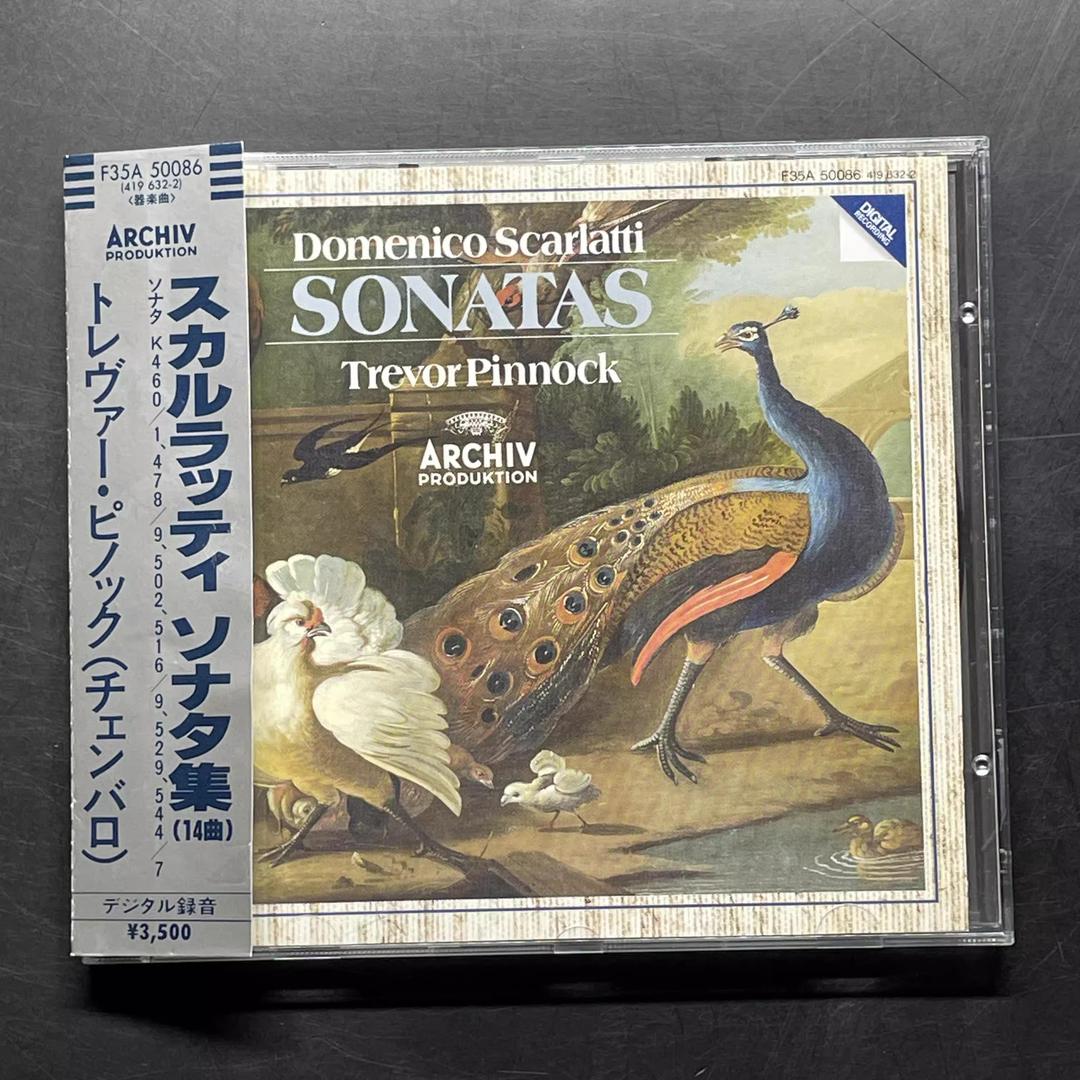 F35A 50086
(419 632-2)
〈器楽曲〉
ARCHIV
PRODUKTION
スカルラッティ ソナタ集(14曲)
ソナタ K460/1、478/9、502、516/9、529、544/7
トレヴァー・ピノック(チェンバロ)
デジタル録音
¥3,500
F35A 50086 419 632-2
DIGITAL
RECORDING
Domenico Scarlatti
SONATAS
Trevor Pinnock
ARCHIV
PRODUKTION